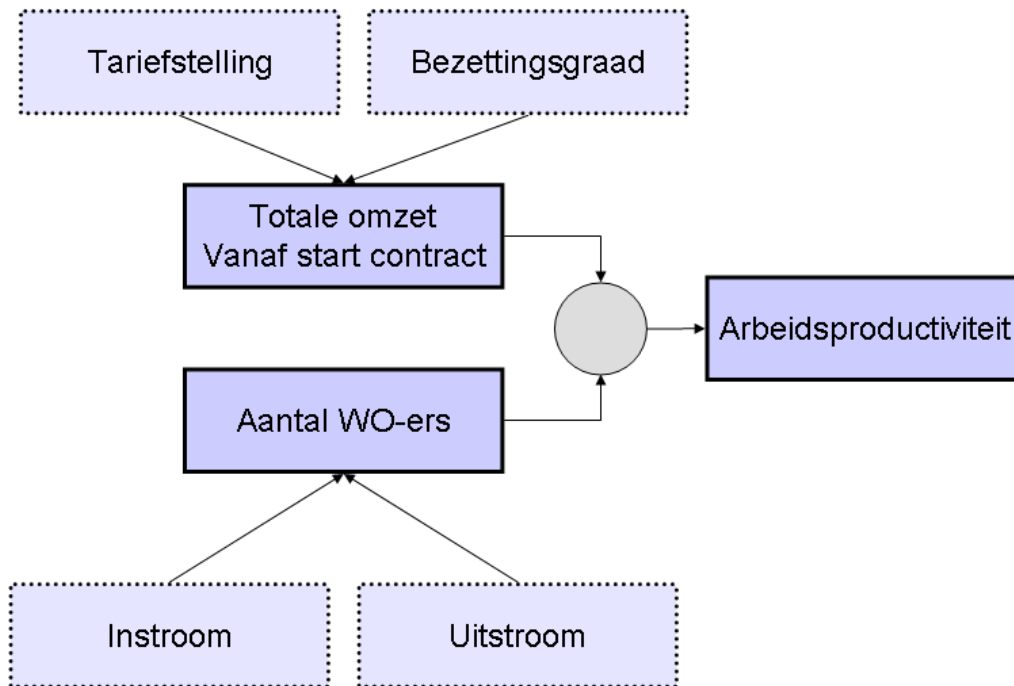 Tariefstelling
Bezettingsgraad
Totale omzet
Vanaf start contract
Arbeidsproductiviteit
Aantal WO-ers
Instroom
Uitstroom